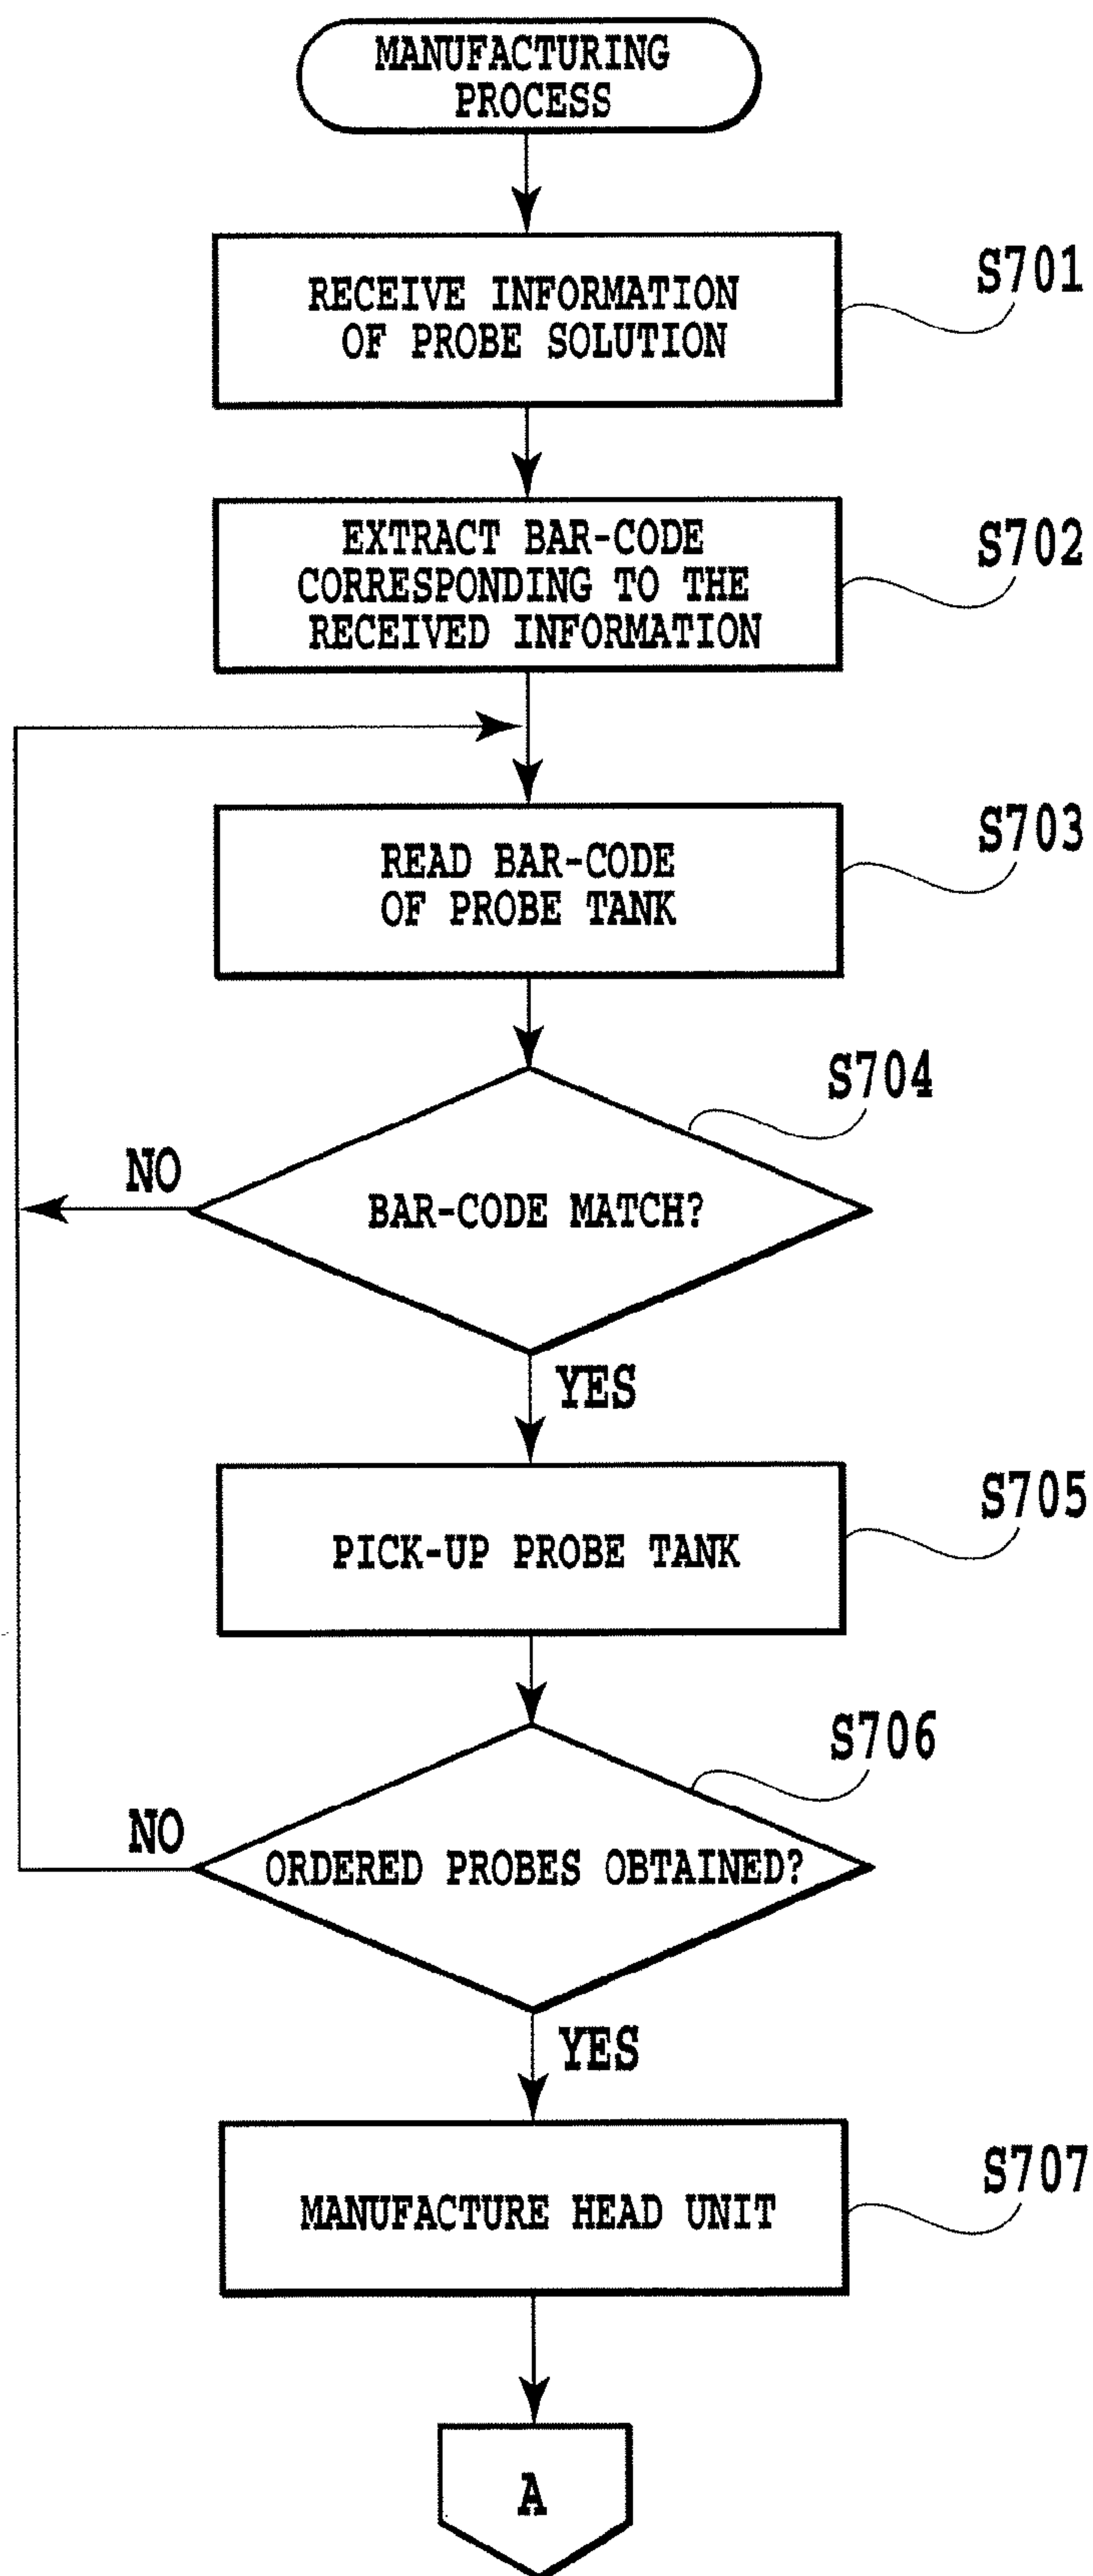 MANUFACTURING
PROCESS
RECEIVE INFORMATION
OF PROBE SOLUTION
S701
EXTRACT BAR-CODE
CORRESPONDING TO THE
RECEIVED INFORMATION
S702
READ BAR-CODE
OF PROBE TANK
S703
S704
NO
BAR-CODE MATCH?
YES
PICK-UP PROBE TANK
S705
S706
NO
ORDERED PROBES OBTAINED?
YES
MANUFACTURE HEAD UNIT
S707
A